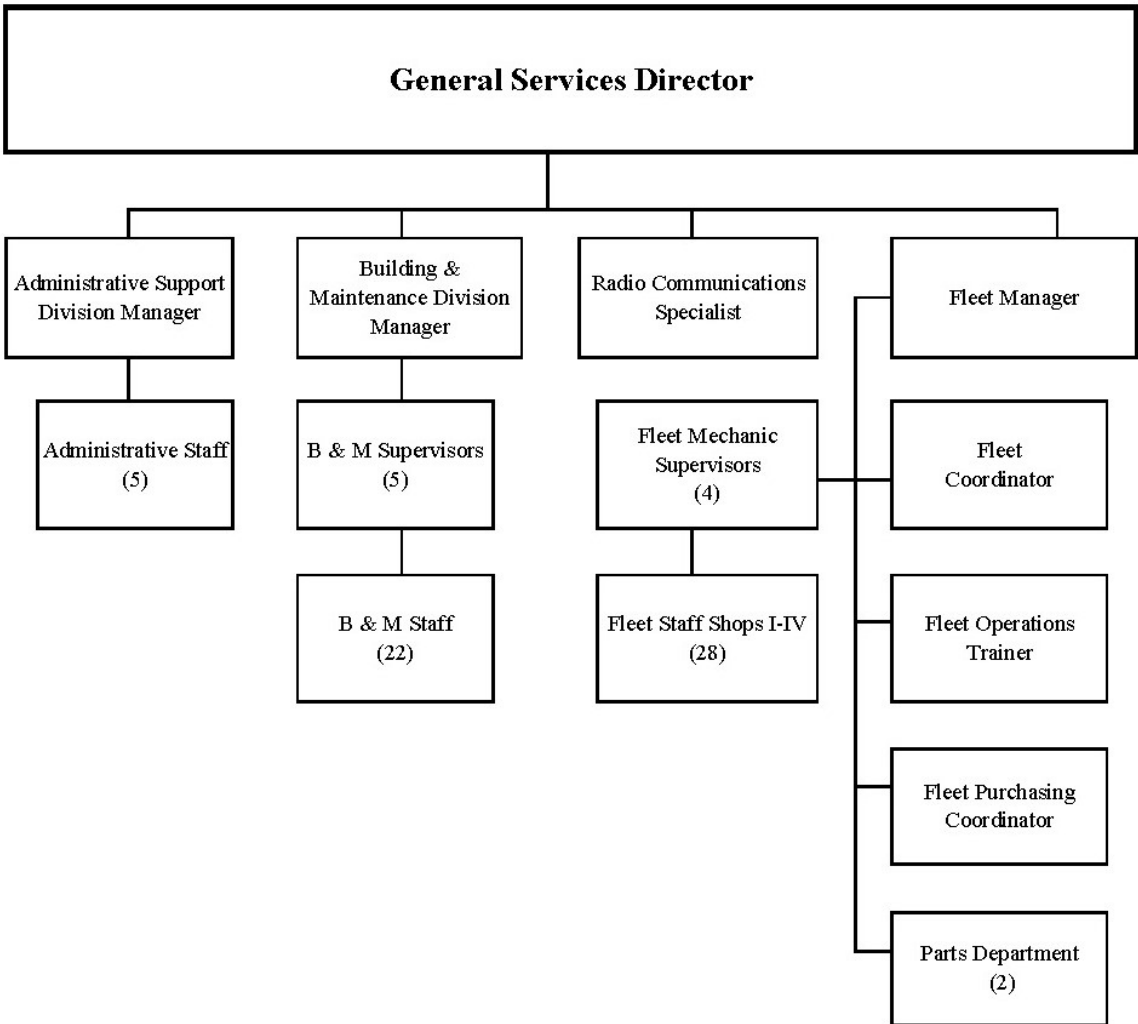 General Services Director
Administrative Support
Division Manager
Building &
Maintenance Division
Manager
Radio Communications
Specialist
Fleet Manager
Administrative Staff
(5)
B & M Supervisors
(5)
Fleet Mechanic
Supervisors
(4)
Fleet
Coordinator
B & M Staff
(22)
Fleet Staff Shops I-IV
(28)
Fleet Operations
Trainer
Fleet Purchasing
Coordinator
Parts Department
(2)